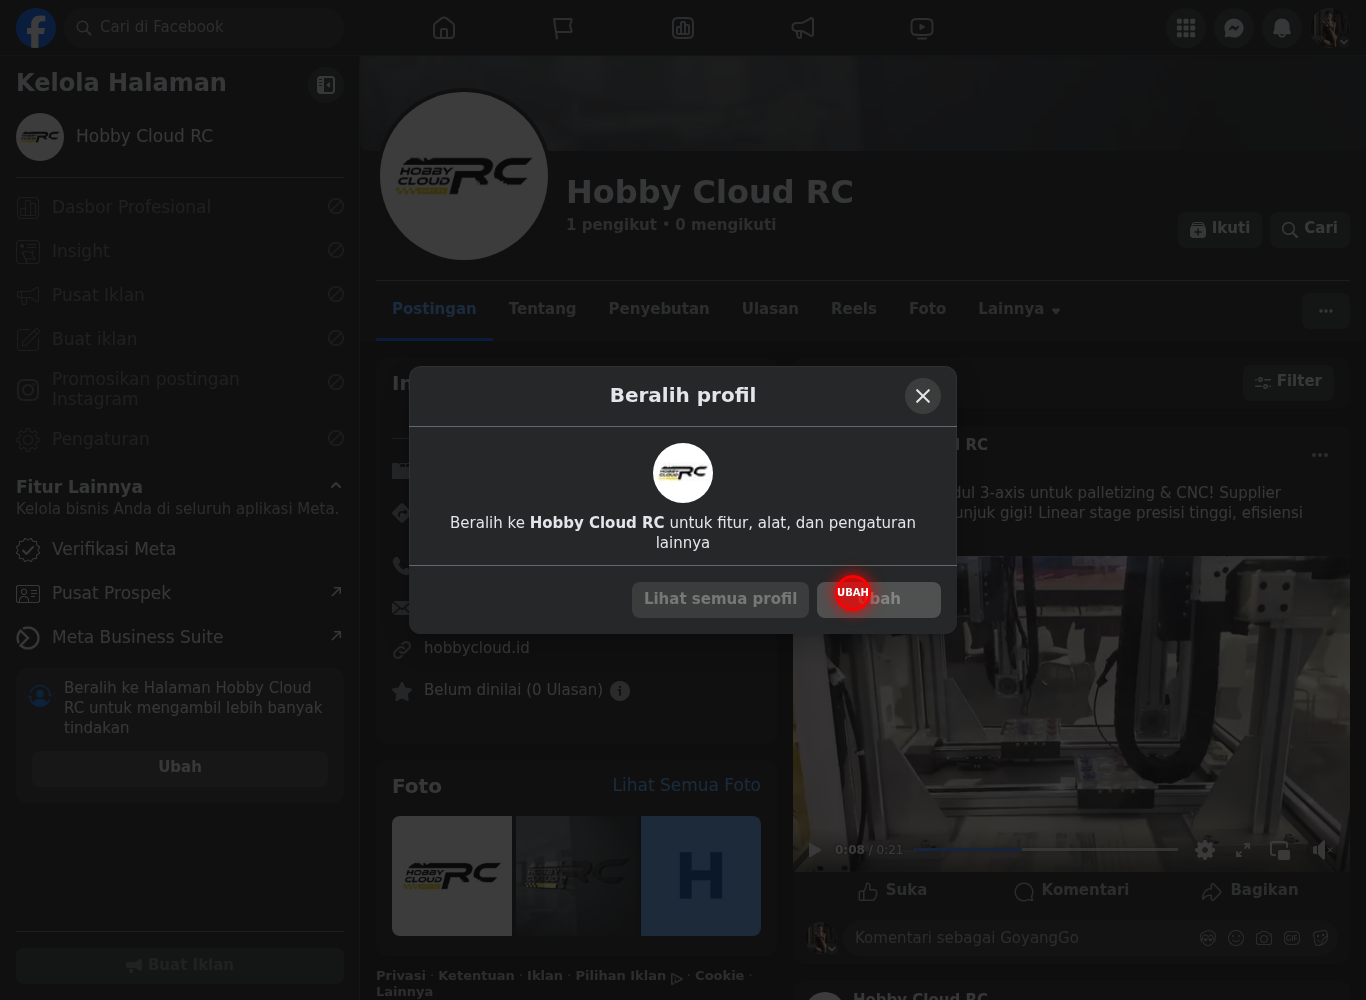 Cari di Facebook
Kelola Halaman
Hobby Cloud RC
Dasbor Profesional
Insight
Pusat Iklan
Buat iklan
Promosikan postingan
Instagram
Pengaturan
Fitur Lainnya
Kelola bisnis Anda di seluruh aplikasi Meta.
Verifikasi Meta
Pusat Prospek
Meta Business Suite
Beralih ke Halaman Hobby Cloud
RC untuk mengambil lebih banyak
tindakan
Ubah
Buat Iklan
HOBBY
CLOUD RC
Hobby Cloud RC
1 pengikut • 0 mengikuti
Ikuti
Cari
Postingan
Tentang
Penyebutan
Ulasan
Reels
Foto
Lainnya
Beralih profil
Beralih ke Hobby Cloud RC untuk fitur, alat, dan pengaturan
lainnya
Lihat semua profil
UBAH
hobbycloud.id
Belum dinilai (0 Ulasan)
Foto
Lihat Semua Foto
HOBBY
CLOUD RC
H
Privasi · Ketentuan · Iklan · Pilihan Iklan · Cookie ·
Lainnya
Filter
RC
3-axis untuk palletizing & CNC! Supplier
gigi! Linear stage presisi tinggi, efisiensi
0:08 / 0:21
Suka
Komentari
Bagikan
Komentari sebagai GoyangGo
GIF
Hobby Cloud RC